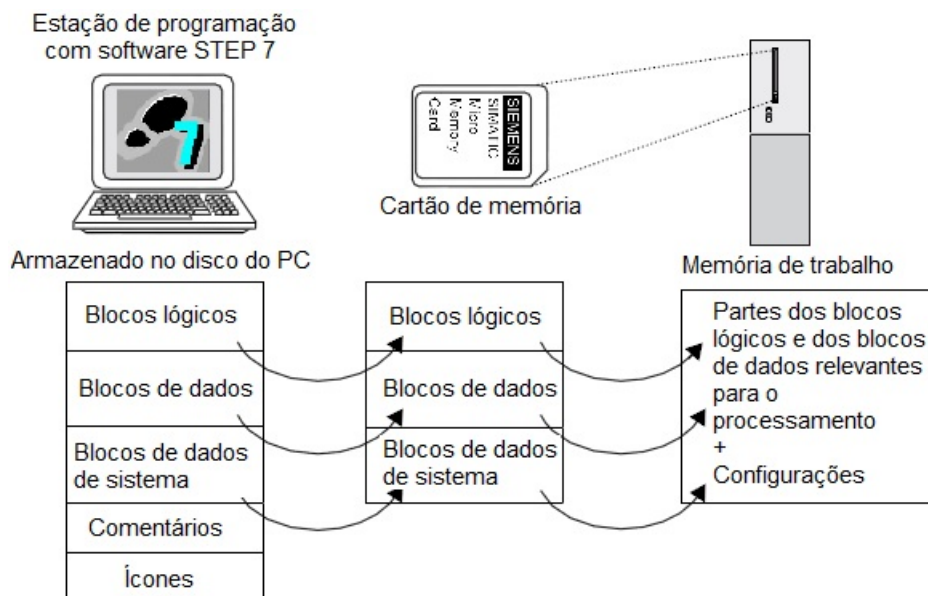 Estação de programação
com software STEP 7
7
SIEMENS
SIMATIC
Micro
Memory
Card
Cartão de memória
Armazenado no disco do PC
Memória de trabalho
Blocos lógicos
Blocos de dados
Blocos de dados
de sistema
Comentários
Ícones
Blocos lógicos
Blocos de dados
Blocos de dados
de sistema
Partes dos blocos
lógicos e dos blocos
de dados relevantes
para o
processamento
+
Configurações